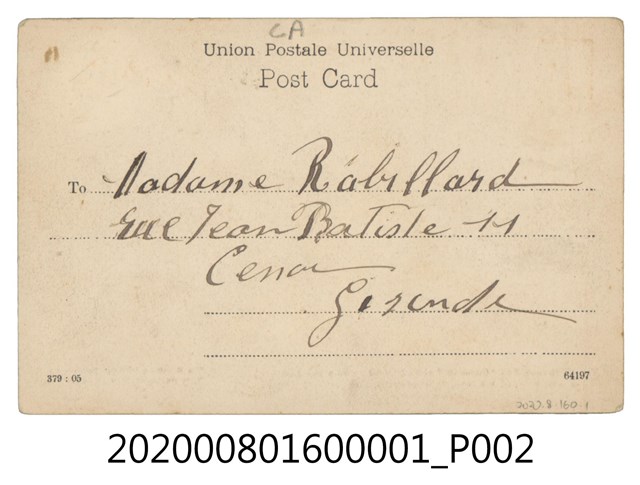 CA
Union Postale Universelle
Post Card
To Madame Rabillard
rue Jean Batiste 11
Cenon
Gironde
379 : 05
64197
2020.8.160.1
202000801600001_P002